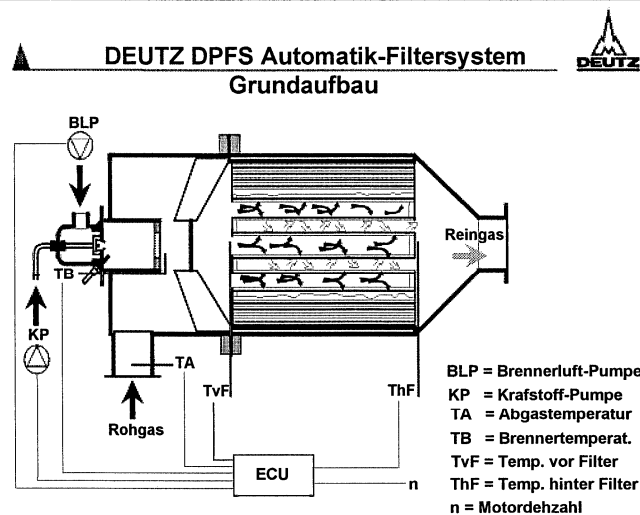 DEUTZ DPFS Automatik-Filtersystem
DEUTZ
Grundaufbau
BLP
Reingas
TB
KP
TA
Rohgas
TvF
ThF
ECU
n
BLP = Brennerluft-Pumpe
KP = Krafstoff-Pumpe
TA = Abgastemperatur
TB = Brennertemperat.
TvF = Temp. vor Filter
ThF = Temp. hinter Filter
n = Motordehzahl